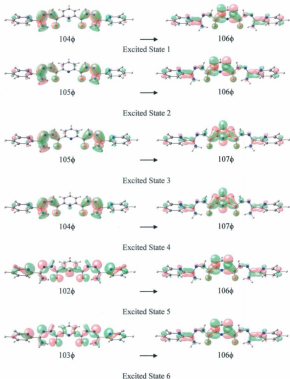 104ϕ 106ϕ
Excited State 1
105ϕ 106ϕ
Excited State 2
105ϕ 107ϕ
Excited State 3
104ϕ 107ϕ
Excited State 4
102ϕ 106ϕ
Excited State 5
103ϕ 106ϕ
Excited State 6